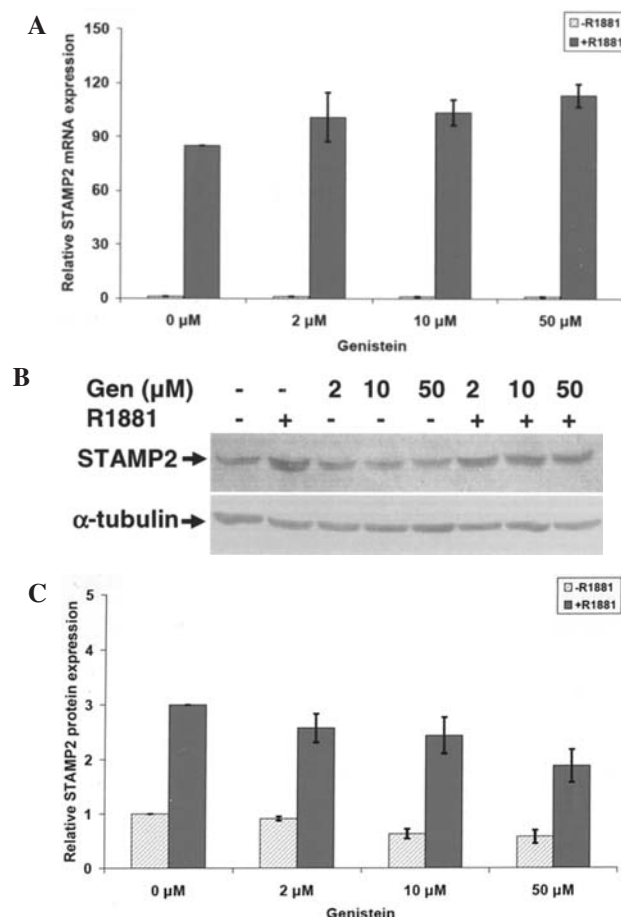 A
-R1881
+R1881
Relative STAMP2 mRNA expression
150
120
90
60
30
0
0 μM 2 μM 10 μM 50 μM
Genistein
B
Gen (μM) - - 2 10 50 2 10 50
R1881 - + - - - + + +
STAMP2
α-tubulin
C
-R1881
+R1881
Relative STAMP2 protein expression
5
4
3
2
1
0
0 μM 2 μM 10 μM 50 μM
Genistein